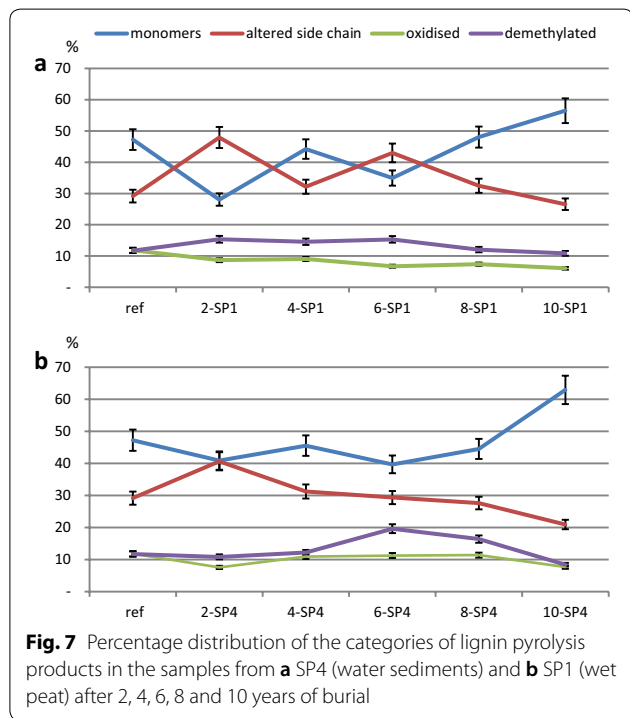 monomers altered side chain oxidised demethylated
%
a
70
60
50
40
30
20
10
-
ref 2-SP1 4-SP1 6-SP1 8-SP1 10-SP1
%
b
70
60
50
40
30
20
10
-
ref 2-SP4 4-SP4 6-SP4 8-SP4 10-SP4
Fig. 7 Percentage distribution of the categories of lignin pyrolysis
products in the samples from a SP4 (water sediments) and b SP1 (wet
peat) after 2, 4, 6, 8 and 10 years of burial